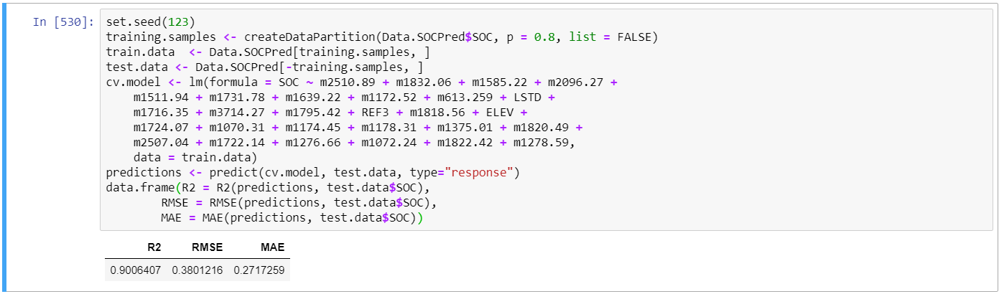 In [530]: set.seed(123)
training.samples <- createDataPartition(Data.SOCPred$SOC, p = 0.8, list = FALSE)
train.data  <- Data.SOCPred[training.samples, ]
test.data <- Data.SOCPred[-training.samples, ]
cv.model <- lm(formula = SOC ~ m2510.89 + m1832.06 + m1585.22 + m2096.27 +
    m1511.94 + m1731.78 + m1639.22 + m1172.52 + m613.259 + LSTD +
    m1716.35 + m3714.27 + m1795.42 + REF3 + m1818.56 + ELEV +
    m1724.07 + m1070.31 + m1174.45 + m1178.31 + m1375.01 + m1820.49 +
    m2507.04 + m1722.14 + m1276.66 + m1072.24 + m1822.42 + m1278.59,
    data = train.data)
predictions <- predict(cv.model, test.data, type="response")
data.frame(R2 = R2(predictions, test.data$SOC),
        RMSE = RMSE(predictions, test.data$SOC),
        MAE = MAE(predictions, test.data$SOC))
R2 RMSE MAE
0.9006407 0.3801216 0.2717259